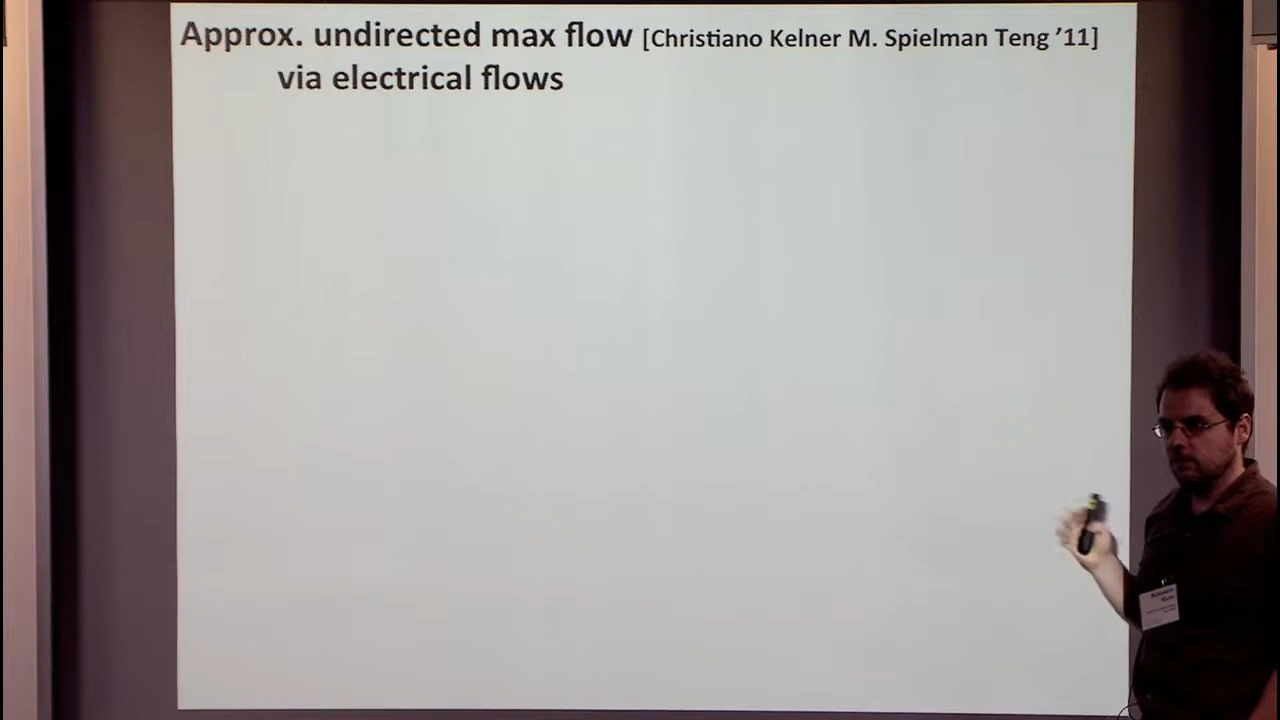 Approx. undirected max flow [Christiano Kelner M. Spielman Teng ’11]
via electrical flows